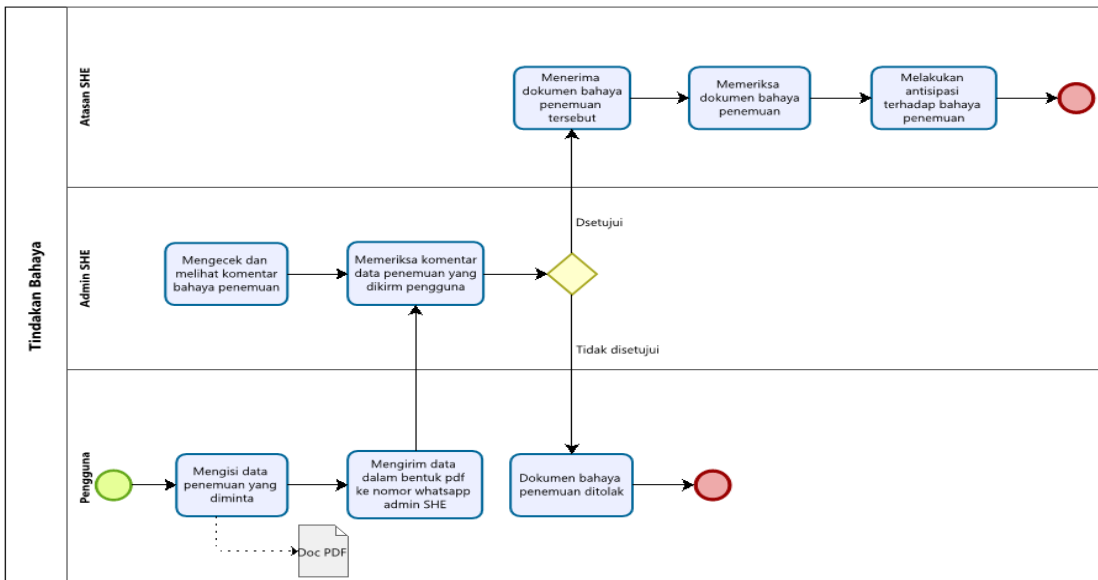 Tindakan Bahaya
Atasan SHE
Menerima
dokumen bahaya
penemuan
tersebut
Memeriksa
dokumen bahaya
penemuan
Melakukan
antisipasi
terhadap bahaya
penemuan
Admin SHE
Mengecek dan
melihat komentar
bahaya penemuan
Memeriksa komentar
data penemuan yang
dikirm pengguna
Dsetujui
Tidak disetujui
Pengguna
Mengisi data
penemuan yang
diminta
Mengirim data
dalam bentuk pdf
ke nomor whatsapp
admin SHE
Dokumen bahaya
penemuan ditolak
Doc PDF